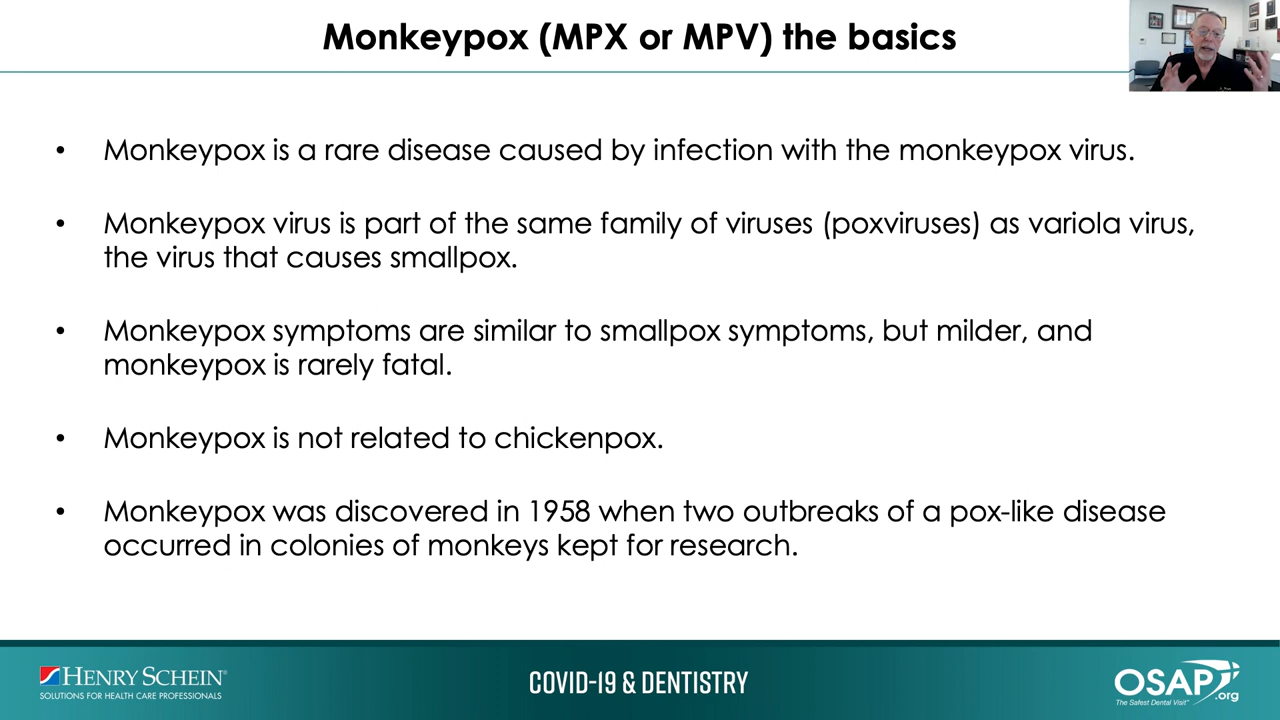 Monkeypox (MPX or MPV) the basics
• Monkeypox is a rare disease caused by infection with the monkeypox virus.
• Monkeypox virus is part of the same family of viruses (poxviruses) as variola virus,
the virus that causes smallpox.
• Monkeypox symptoms are similar to smallpox symptoms, but milder, and
monkeypox is rarely fatal.
• Monkeypox is not related to chickenpox.
• Monkeypox was discovered in 1958 when two outbreaks of a pox-like disease
occurred in colonies of monkeys kept for research.
HENRY SCHEIN®
SOLUTIONS FOR HEALTH CARE PROFESSIONALS
COVID-19 & DENTISTRY
OSAP.org
The Safest Dental Visit™